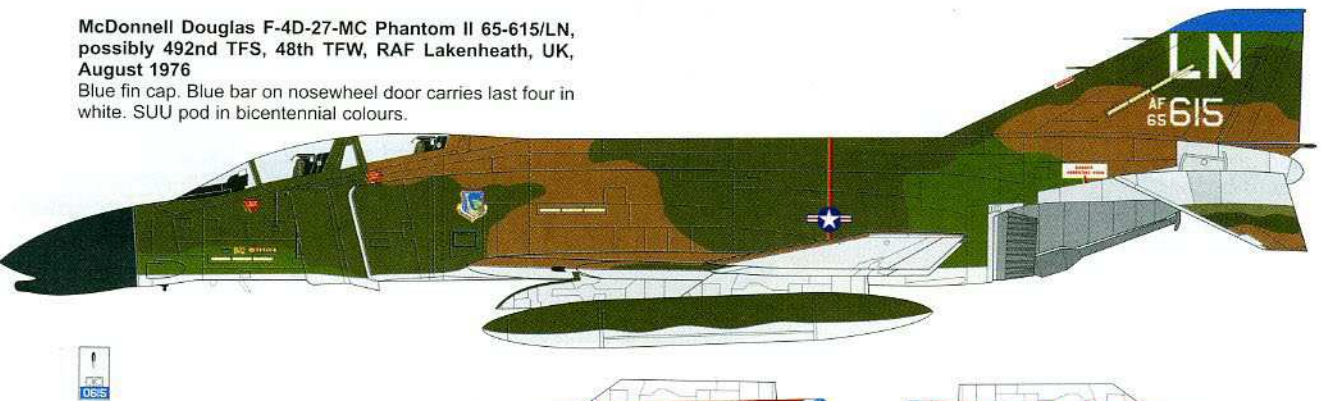 McDonnell Douglas F-4D-27-MC Phantom II 65-615/LN,
possibly 492nd TFS, 48th TFW, RAF Lakenheath, UK,
August 1976
Blue fin cap. Blue bar on nosewheel door carries last four in
white. SUU pod in bicentennial colours.
LN
AF
65 615
0615